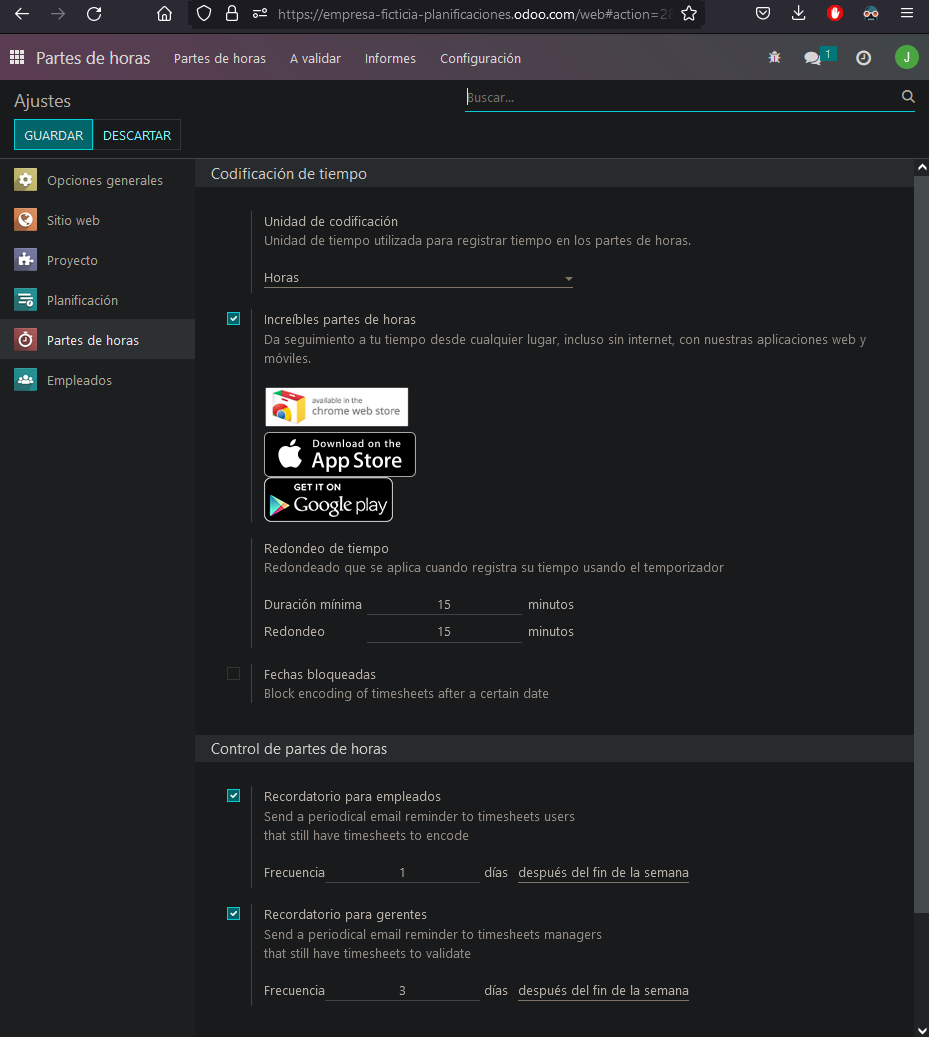 https://empresa-ficticia-planificaciones.odoo.com/web#action=28
Partes de horas Partes de horas A validar Informes Configuración 1 J
Ajustes
Buscar...
GUARDAR DESCARTAR
Opciones generales
Sitio web
Proyecto
Planificación
Partes de horas
Empleados
Codificación de tiempo
Unidad de codificación
Unidad de tiempo utilizada para registrar tiempo en los partes de horas.
Horas
Increíbles partes de horas
Da seguimiento a tu tiempo desde cualquier lugar, incluso sin internet, con nuestras aplicaciones web y
móviles.
available in the
chrome web store
Download on the
App Store
GET IT ON
Google play
Redondeo de tiempo
Redondeado que se aplica cuando registra su tiempo usando el temporizador
Duración mínima 15 minutos
Redondeo 15 minutos
Fechas bloqueadas
Block encoding of timesheets after a certain date
Control de partes de horas
Recordatorio para empleados
Send a periodical email reminder to timesheets users
that still have timesheets to encode
Frecuencia 1 días después del fin de la semana
Recordatorio para gerentes
Send a periodical email reminder to timesheets managers
that still have timesheets to validate
Frecuencia 3 días después del fin de la semana